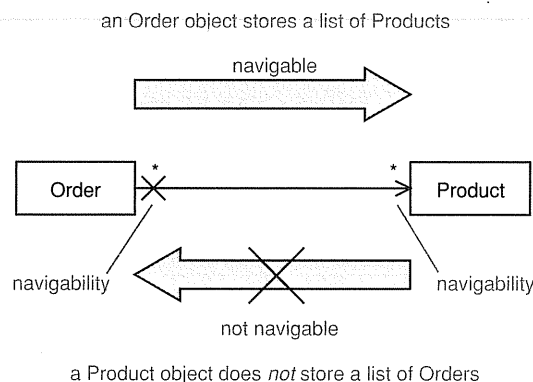 an Order object stores a list of Products
navigable
* *
Order Product
navigability navigability
not navigable
a Product object does not store a list of Orders